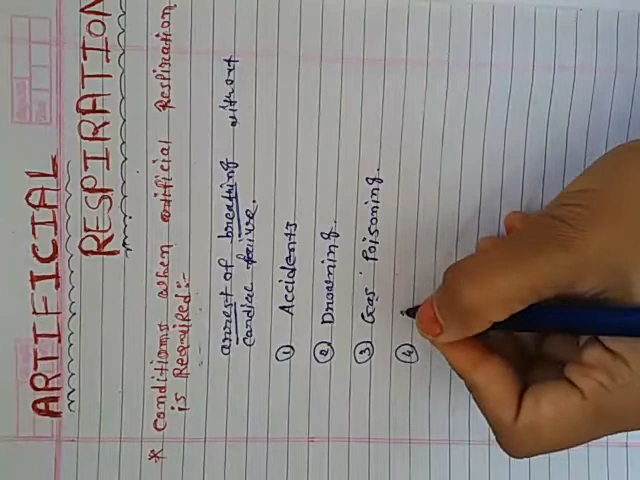 ARTIFICIAL
RESPIRATION
* Conditions when artificial Respiration
is Required:-
arrest of breathing without
Cardiac failure.
① Accidents
② Drowning.
③ Gas Poisoning.
④